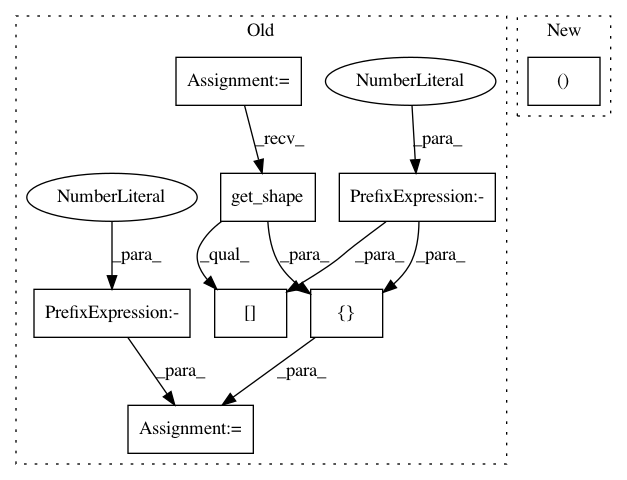 Old
New
Assignment:=
NumberLiteral
()
_recv_
_para_
NumberLiteral
get_shape
PrefixExpression:-
_para_
_qual_
_para_
_para_
_para_
PrefixExpression:-
[]
{}
_para_
_para_
Assignment:=